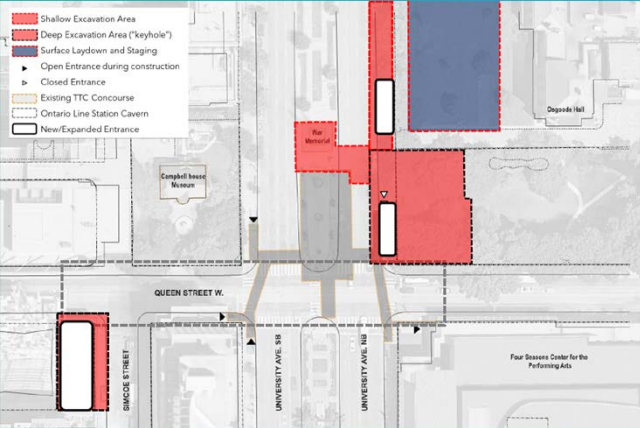 Shallow Excavation Area
Deep Excavation Area ("keyhole")
Surface Laydown and Staging
Open Entrance during construction
Closed Entrance
Existing TTC Concourse
Ontario Line Station Cavern
New/Expanded Entrance
War
Memorial
Osgoode Hall
Campbell house
Museum
QUEEN STREET W.
SIMCOE STREET
UNIVERSITY AVE. SB
UNIVERSITY AVE. NB
Four Seasons Center for the
Performing Arts